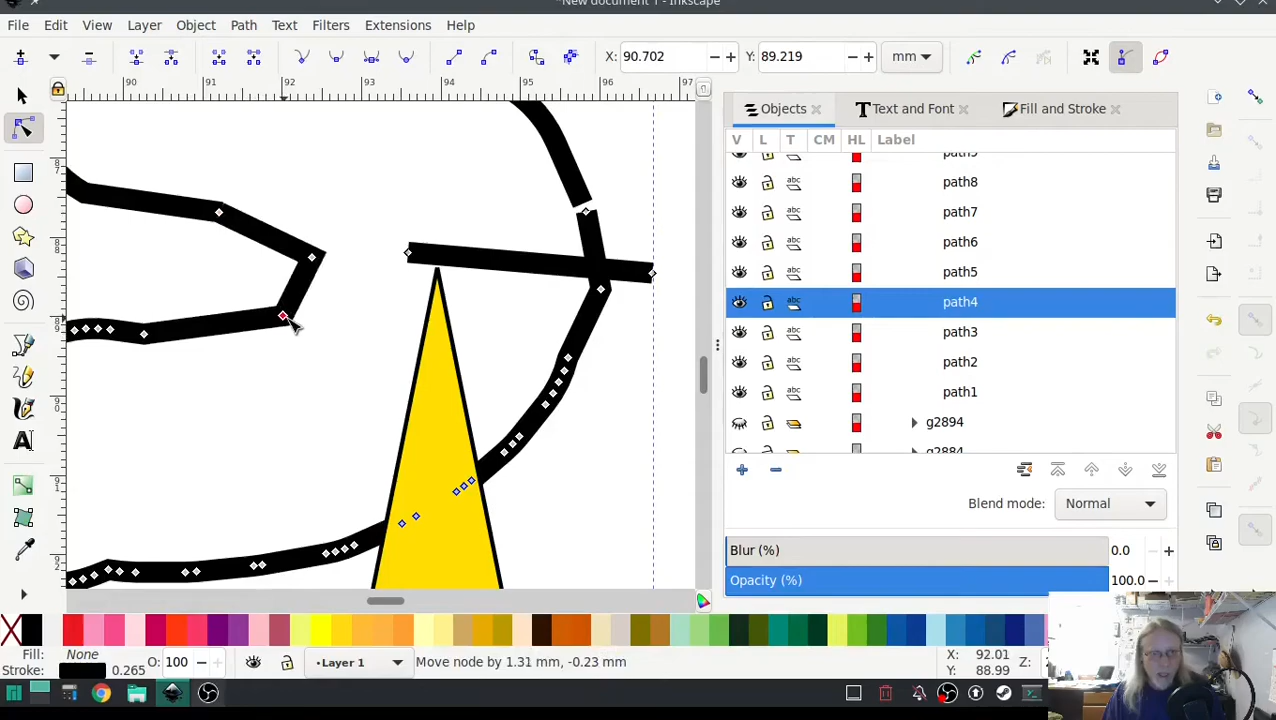 *New document 1 - Inkscape
File Edit View Layer Object Path Text Filters Extensions Help
X: 90.702 Y: 89.219 mm
90 91 92 93 94 95 96 97
Objects Text and Font Fill and Stroke
V L T CM HL Label
path8
path7
path6
path5
path4
path3
path2
path1
g2894
g2884
Blend mode: Normal
Blur (%) 0.0
Opacity (%) 100.0
Fill: None O: 100 Layer 1 Move node by 1.31 mm, -0.23 mm X: 92.01 Z:
Stroke: 0.265 Y: 88.99